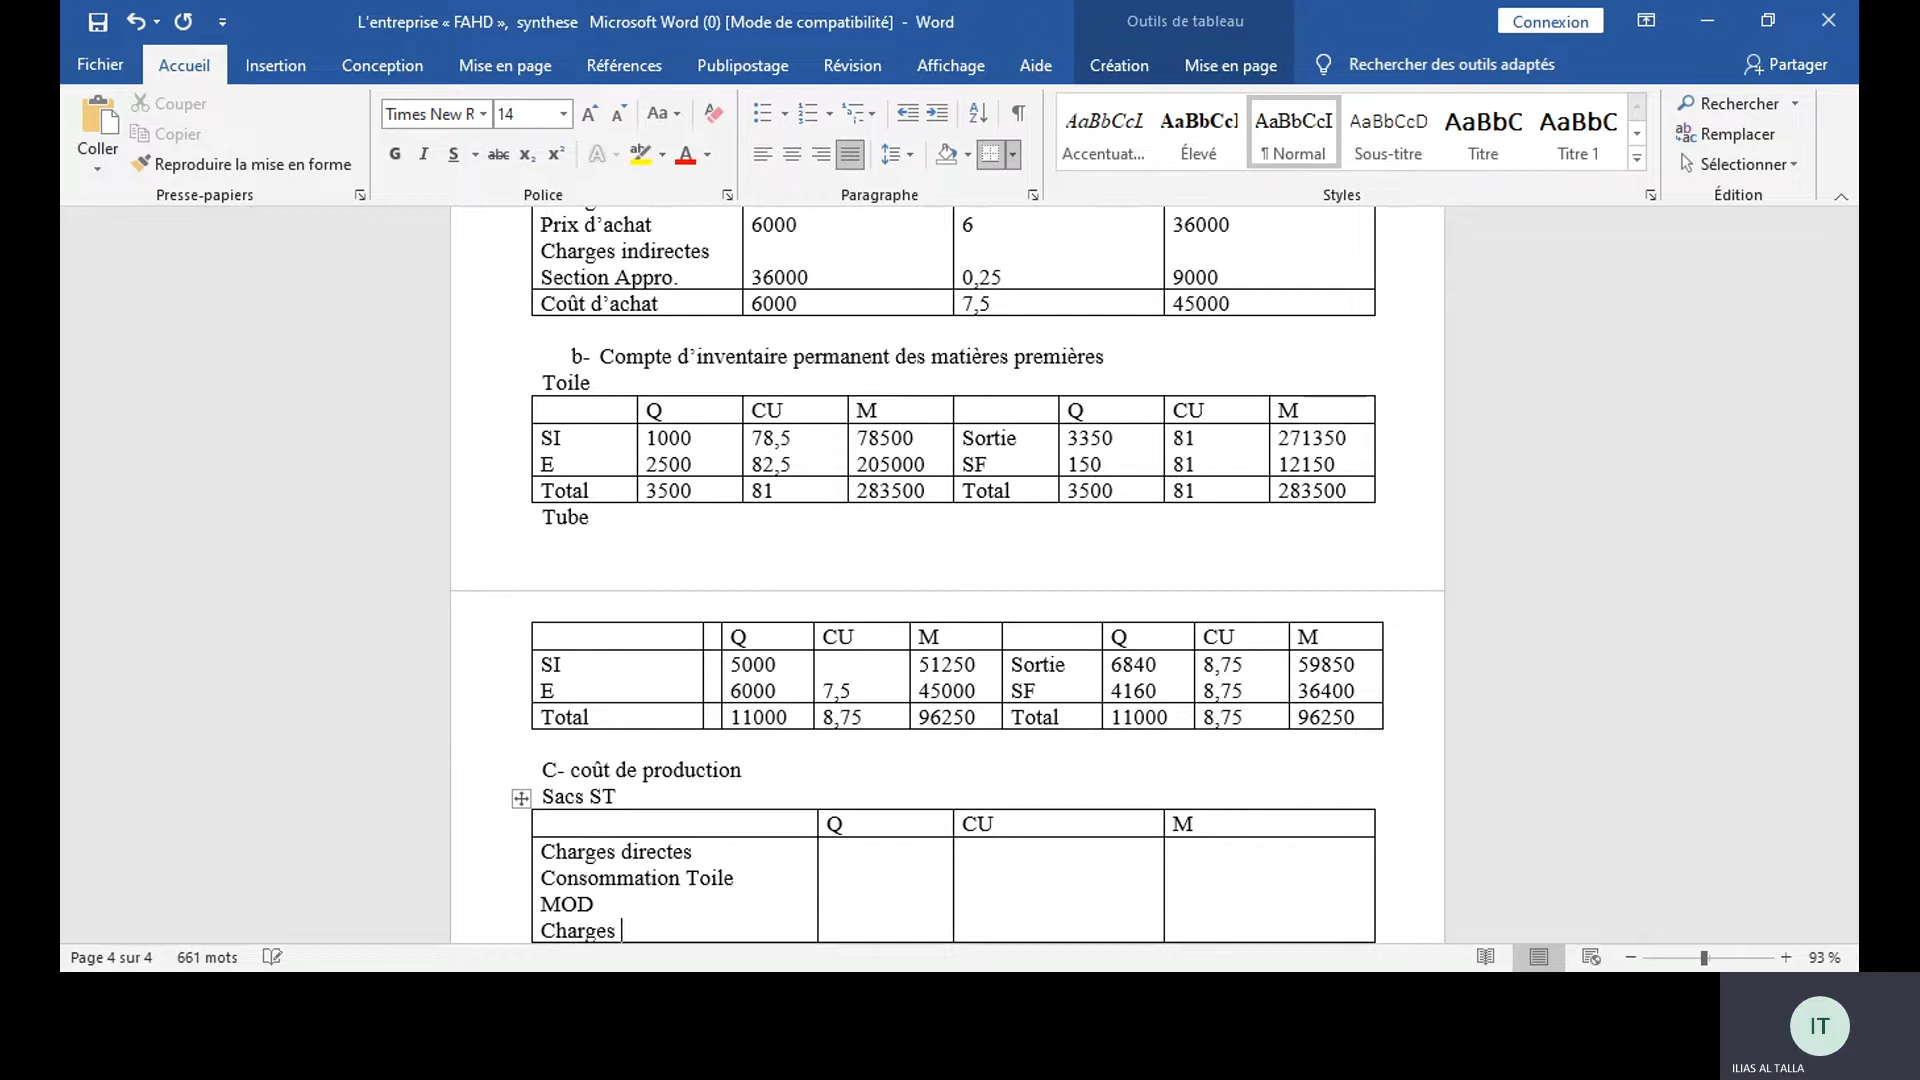 L'entreprise « FAHD », synthese Microsoft Word (0) [Mode de compatibilité] - Word
Outils de tableau
Connexion
Fichier Accueil Insertion Conception Mise en page Références Publipostage Révision Affichage Aide Création Mise en page Rechercher des outils adaptés Partager
Coller
Couper
Copier
Reproduire la mise en forme
Presse-papiers
Times New R 14
G I S abc x₂ x²
Police
Paragraphe
AaBbCcI AaBbCcI AaBbCcI AaBbCcD AaBbC AaBbC
Accentuat... Élevé ¶ Normal Sous-titre Titre Titre 1
Styles
Rechercher
Remplacer
Sélectionner
Édition
Prix d'achat 6000 6 36000
Charges indirectes
Section Appro. 36000 0,25 9000
Coût d'achat 6000 7,5 45000
b- Compte d'inventaire permanent des matières premières
Toile
Q CU M Q CU M
SI 1000 78,5 78500 Sortie 3350 81 271350
E 2500 82,5 205000 SF 150 81 12150
Total 3500 81 283500 Total 3500 81 283500
Tube
Q CU M Q CU M
SI 5000 51250 Sortie 6840 8,75 59850
E 6000 7,5 45000 SF 4160 8,75 36400
Total 11000 8,75 96250 Total 11000 8,75 96250
C- coût de production
Sacs ST
Q CU M
Charges directes
Consommation Toile
MOD
Charges
Page 4 sur 4 661 mots 93 %
IT
ILIAS AL TALLA